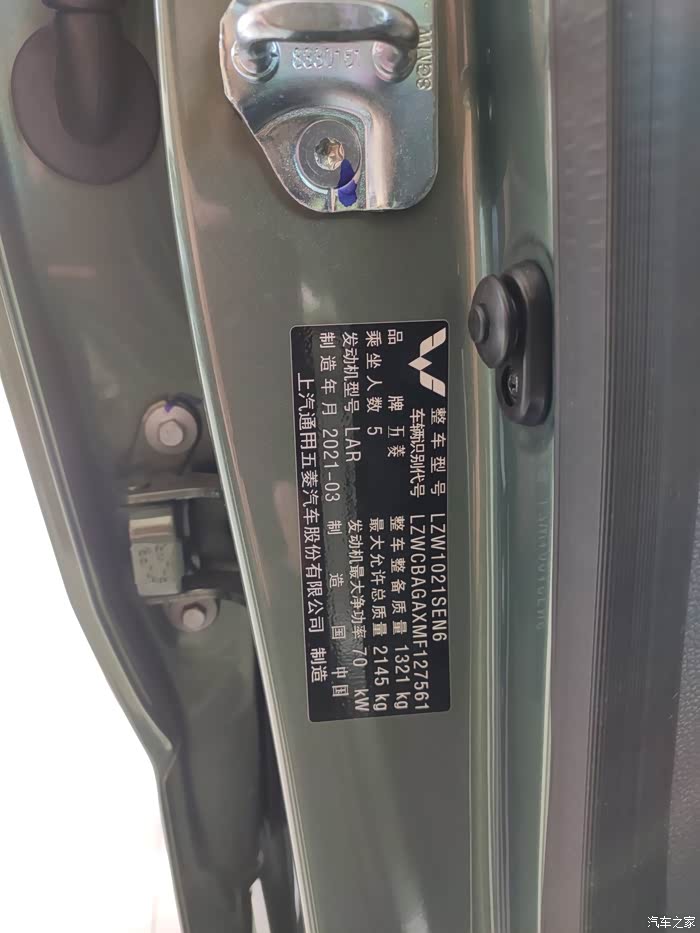 整车型号 LZW1021SEN6
车辆识别代号 LZWCBAGAXMF127561
品牌 五菱 整车整备质量 1321 kg
乘坐人数 5 最大允许总质量 2145 kg
发动机型号 LAR 发动机最大净功率 70 kW
制造年月 2021-03 制造国 中国
上汽通用五菱汽车股份有限公司 制造
汽车之家